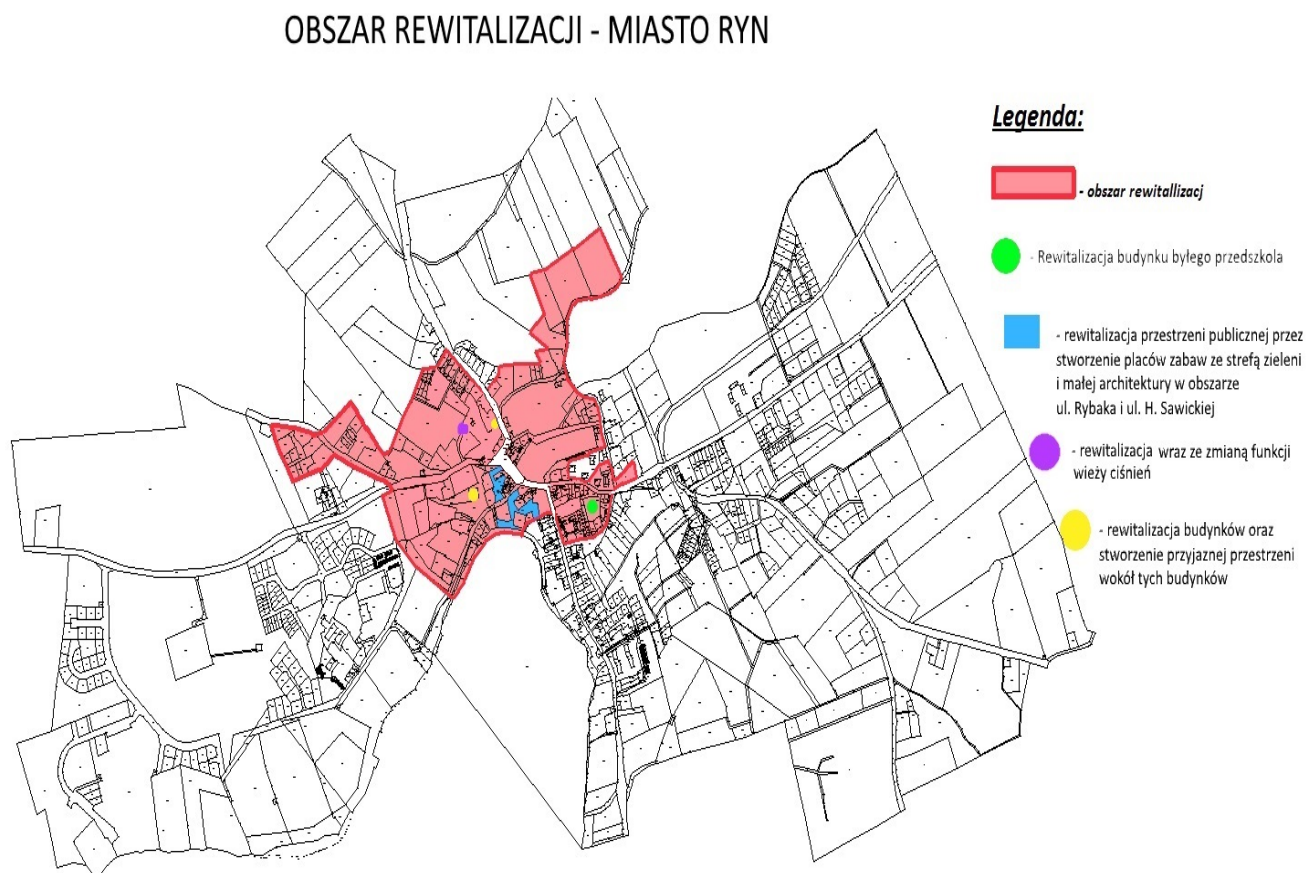 OBSZAR REWITALIZACJI - MIASTO RYN
Legenda:
- obszar rewitallizacj
- Rewitalizacja budynku byłego przedszkola
- rewitalizacja przestrzeni publicznej przez
stworzenie placów zabaw ze strefą zieleni
i małej architektury w obszarze
ul. Rybaka i ul. H. Sawickiej
- rewitalizacja wraz ze zmianą funkcji
wieży ciśnień
- rewitalizacja budynków oraz
stworzenie przyjaznej przestrzeni
wokół tych budynków